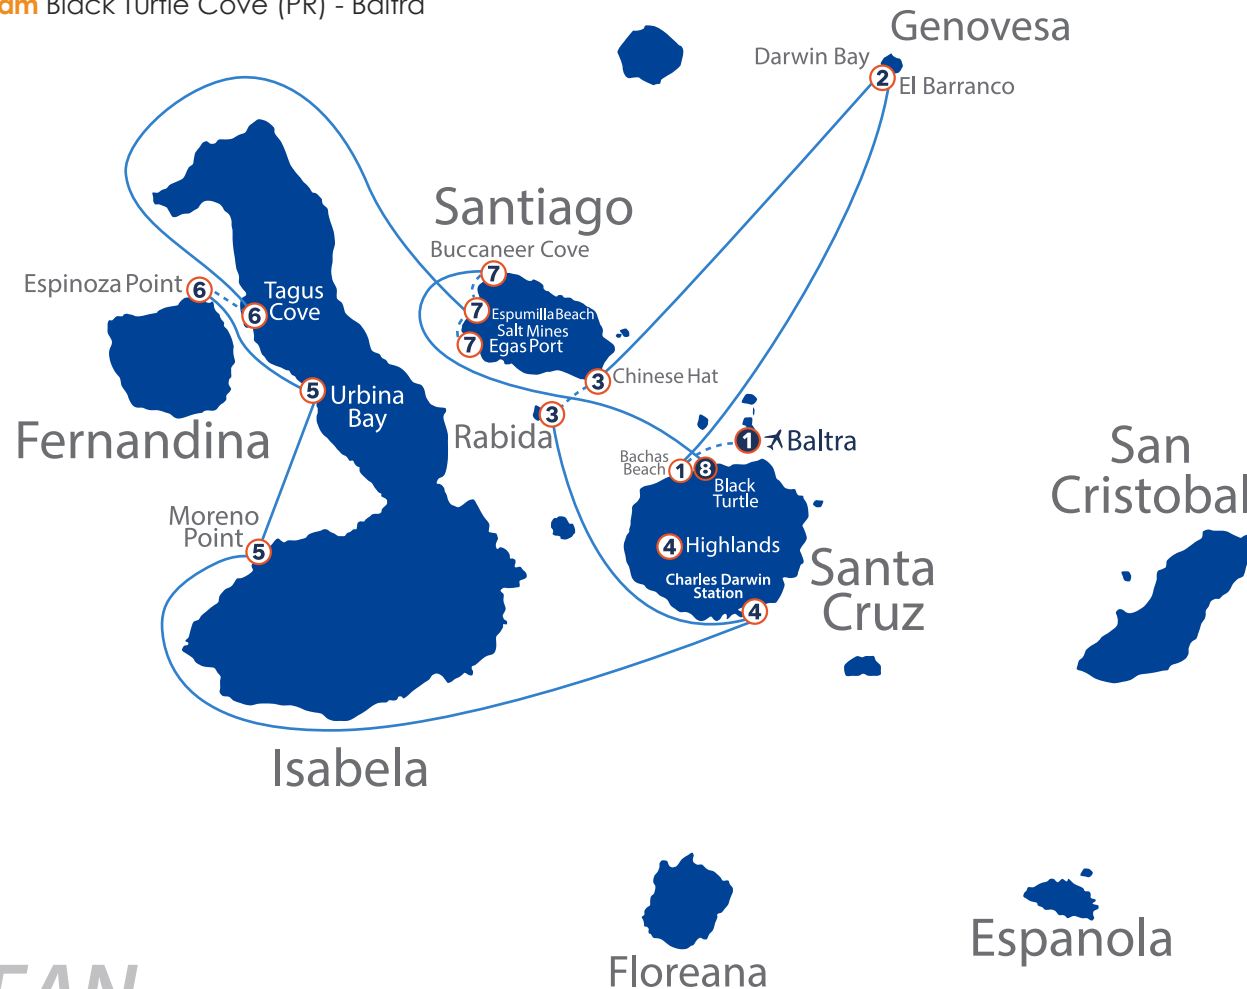 am Black Turtle Cove (PR) - Baltra
Genovesa
Darwin Bay
2
El Barranco
Santiago
Buccaneer Cove
7
Espinoza Point
6
Tagus
Cove
6
7
Espumilla Beach
Salt Mines
7
Egas Port
3
Chinese Hat
5
Urbina
Bay
3
Rabida
Fernandina
1
Baltra
Bachas
Beach
1
8
Black
Turtle
San
Cristobal
Moreno
Point
5
4
Highlands
Charles Darwin
Station
4
Santa
Cruz
Isabela
Espanola
Floreana
EAN